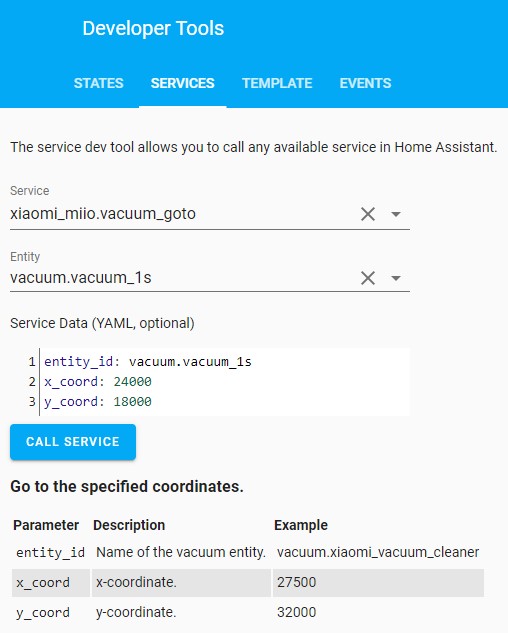 Developer Tools
STATES SERVICES TEMPLATE EVENTS
The service dev tool allows you to call any available service in Home Assistant.
Service
xiaomi_miio.vacuum_goto
Entity
vacuum.vacuum_1s
Service Data (YAML, optional)
1 entity_id: vacuum.vacuum_1s
2 x_coord: 24000
3 y_coord: 18000
CALL SERVICE
Go to the specified coordinates.
Parameter Description Example
entity_id Name of the vacuum entity. vacuum.xiaomi_vacuum_cleaner
x_coord x-coordinate. 27500
y_coord y-coordinate. 32000